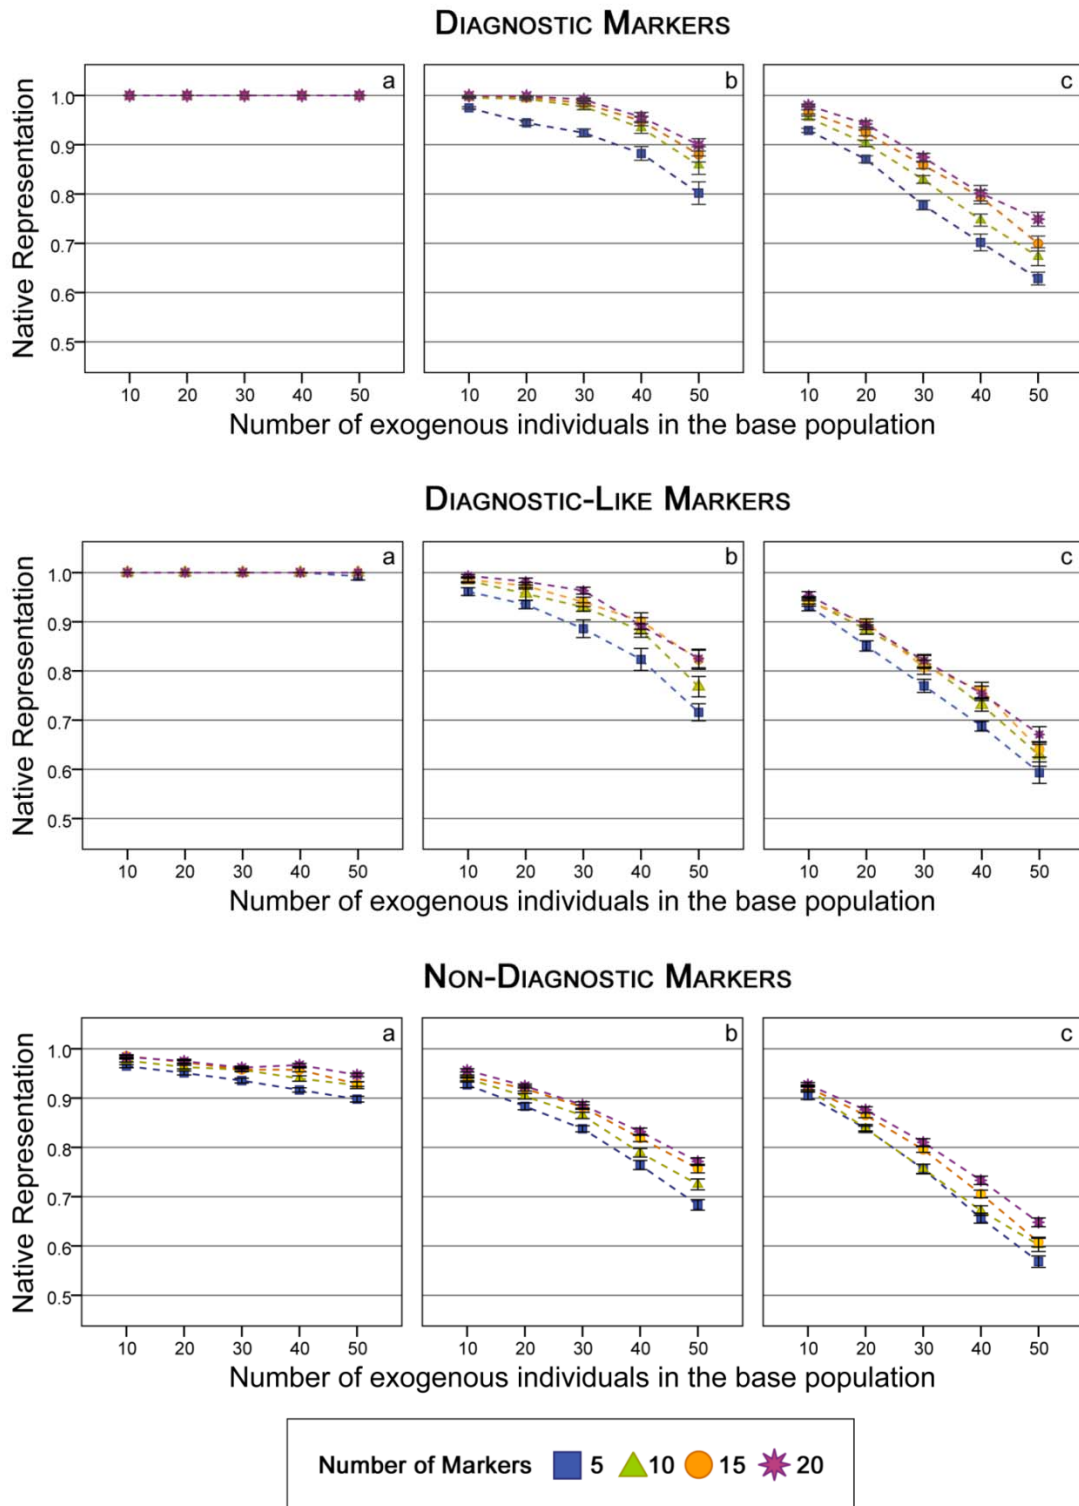 DIAGNOSTIC MARKERS
a b c
Native Representation
1.0
0.9
0.8
0.7
0.6
0.5
10 20 30 40 50 10 20 30 40 50 10 20 30 40 50
Number of exogenous individuals in the base population
DIAGNOSTIC-LIKE MARKERS
a b c
Native Representation
1.0
0.9
0.8
0.7
0.6
0.5
10 20 30 40 50 10 20 30 40 50 10 20 30 40 50
Number of exogenous individuals in the base population
NON-DIAGNOSTIC MARKERS
a b c
Native Representation
1.0
0.9
0.8
0.7
0.6
0.5
10 20 30 40 50 10 20 30 40 50 10 20 30 40 50
Number of exogenous individuals in the base population
Number of Markers 5 10 15 20